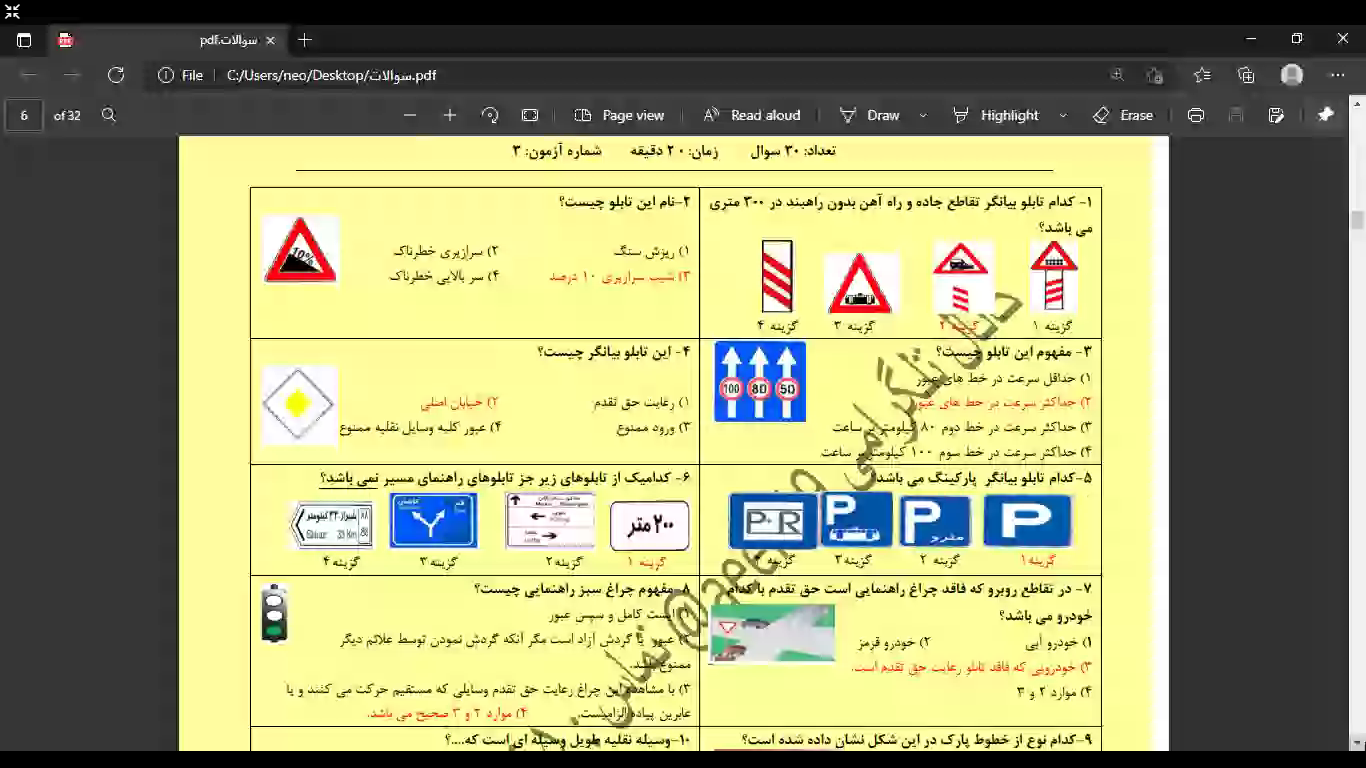 سوالات.pdf
File
C:/Users/neo/Desktop/سوالات.pdf
6 of 32
Page view
Read aloud
Draw
Highlight
Erase
تعداد: ۳۰ سوال زمان: ۲۰ دقیقه شماره آزمون: ۳
۱- کدام تابلو بیانگر تقاطع جاده و راه آهن بدون راهبند در ۳۰۰ متری
می باشد؟
گزینه ۱ گزینه ۲ گزینه ۳ گزینه ۴
۲-نام این تابلو چیست؟
10%
۱) ریزش سنگ ۲) سرازیری خطرناک
۳) شیب سرازیری ۱۰ درصد ۴) سر بالایی خطرناک
۳- مفهوم این تابلو چیست؟
100 80 50
۱) حداقل سرعت در خط های عبور
۲) حداکثر سرعت در خط های عبور
۳) حداکثر سرعت در خط دوم ۸۰ کیلومتر بر ساعت
۴) حداکثر سرعت در خط سوم ۱۰۰ کیلومتر بر ساعت
۴- این تابلو بیانگر چیست؟
۱) رعایت حق تقدم ۲) خیابان اصلی
۳) ورود ممنوع ۴) عبور کلیه وسایل نقلیه ممنوع
۵-کدام تابلو بیانگر پارکینگ می باشد؟
P P مترو P P+R
گزینه ۱ گزینه ۲ گزینه ۳ گزینه ۴
۶- کدامیک از تابلوهای زیر جز تابلوهای راهنمای مسیر نمی باشد؟
۲۰۰ متر
قم
شیراز ۳۳ کیلومتر
33 Km
گزینه ۱ گزینه ۲ گزینه ۳ گزینه ۴
۷- در تقاطع روبرو که فاقد چراغ راهنمایی است حق تقدم با کدام
خودرو می باشد؟
۱) خودرو آبی ۲) خودرو قرمز
۳) خودرویی که فاقد تابلو رعایت حق تقدم است.
۴) موارد ۲ و ۳
۸-مفهوم چراغ سبز راهنمایی چیست؟
۱) ایست کامل و سپس عبور
۲) عبور یا گردش آزاد است مگر آنکه گردش نمودن توسط علائم دیگر
ممنوع باشد.
۳) با مشاهده این چراغ رعایت حق تقدم وسایلی که مستقیم حرکت می کنند و یا
عابرین پیاده الزامیست. ۴) موارد ۲ و ۳ صحیح می باشد.
۹-کدام نوع از خطوط پارک در این شکل نشان داده شده است؟
۱۰-وسیله نقلیه طویل وسیله ای است که....؟